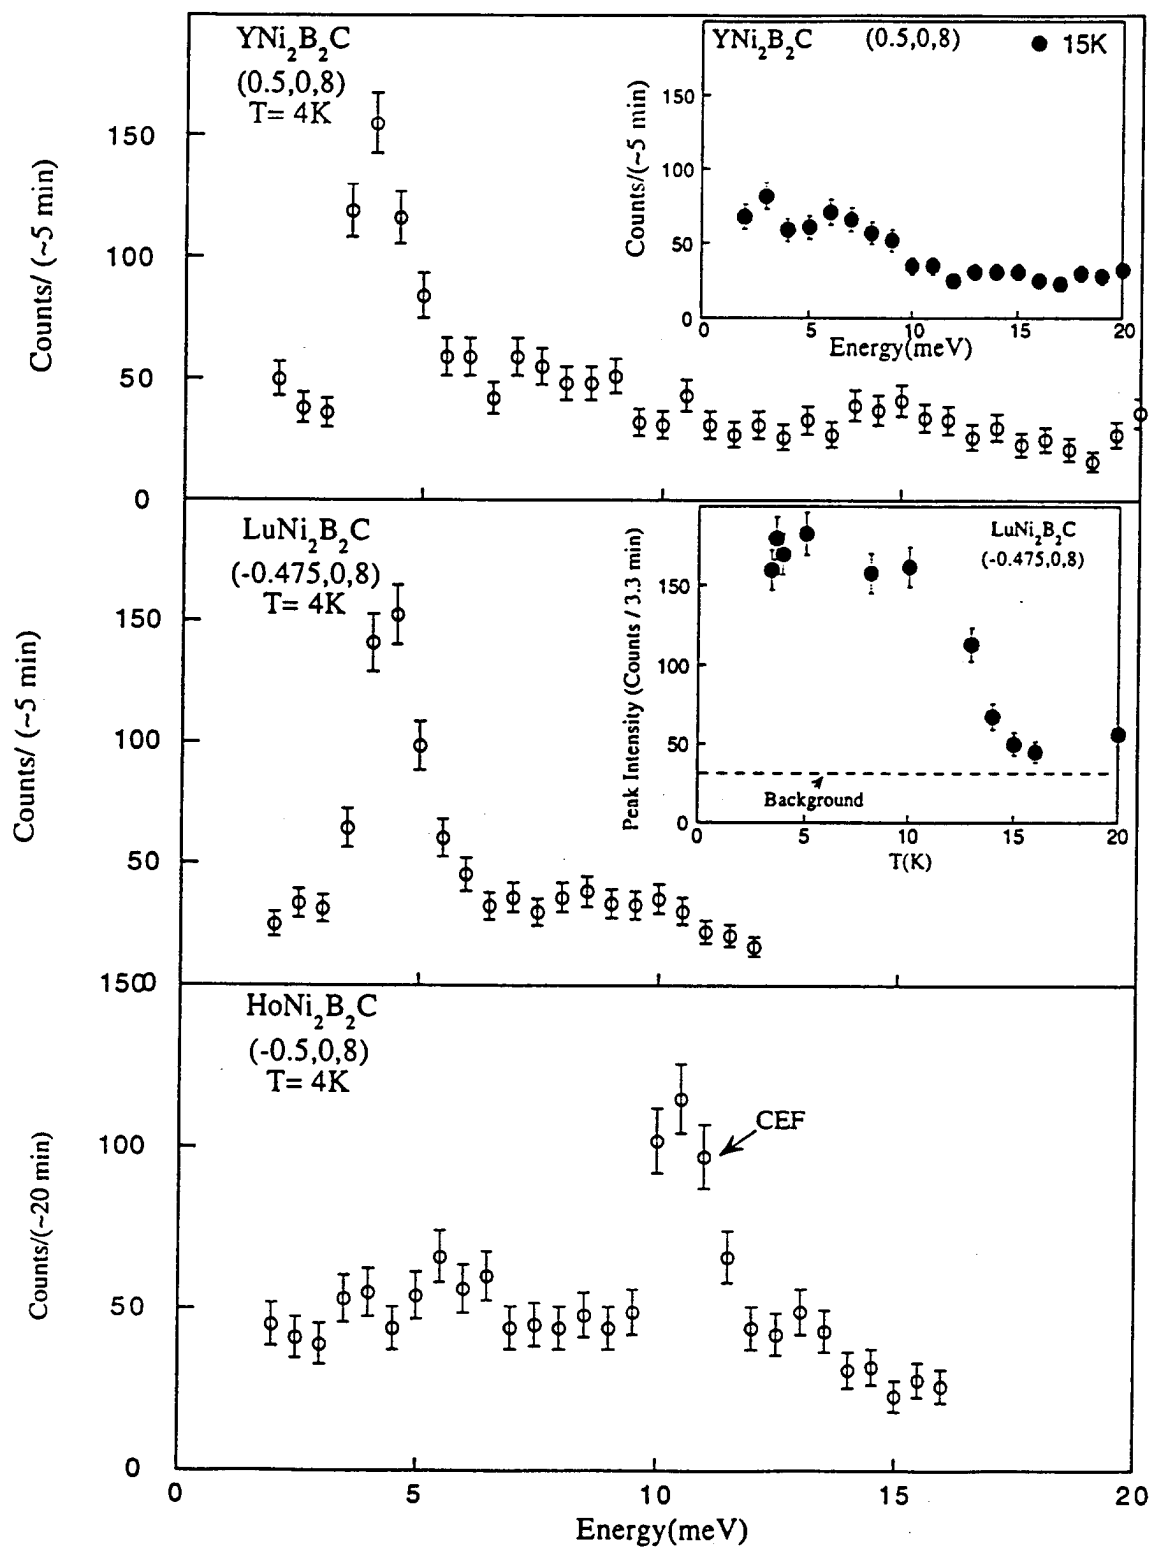 YNi2B2C
(0.5,0,8)
T= 4K
Counts/ (~5 min)
150
100
50
0
YNi2B2C (0.5,0,8) 15K
Counts/(~5 min)
150
100
50
0
0 5 10 15 20
Energy(meV)
LuNi2B2C
(-0.475,0,8)
T= 4K
Counts/ (~5 min)
150
100
50
0
LuNi2B2C
(-0.475,0,8)
Peak Intensity (Counts / 3.3 min)
150
100
50
0
Background
0 5 10 15 20
T(K)
HoNi2B2C
(-0.5,0,8)
T= 4K
CEF
Counts/(~20 min)
150
100
50
0
0 5 10 15 20
Energy(meV)